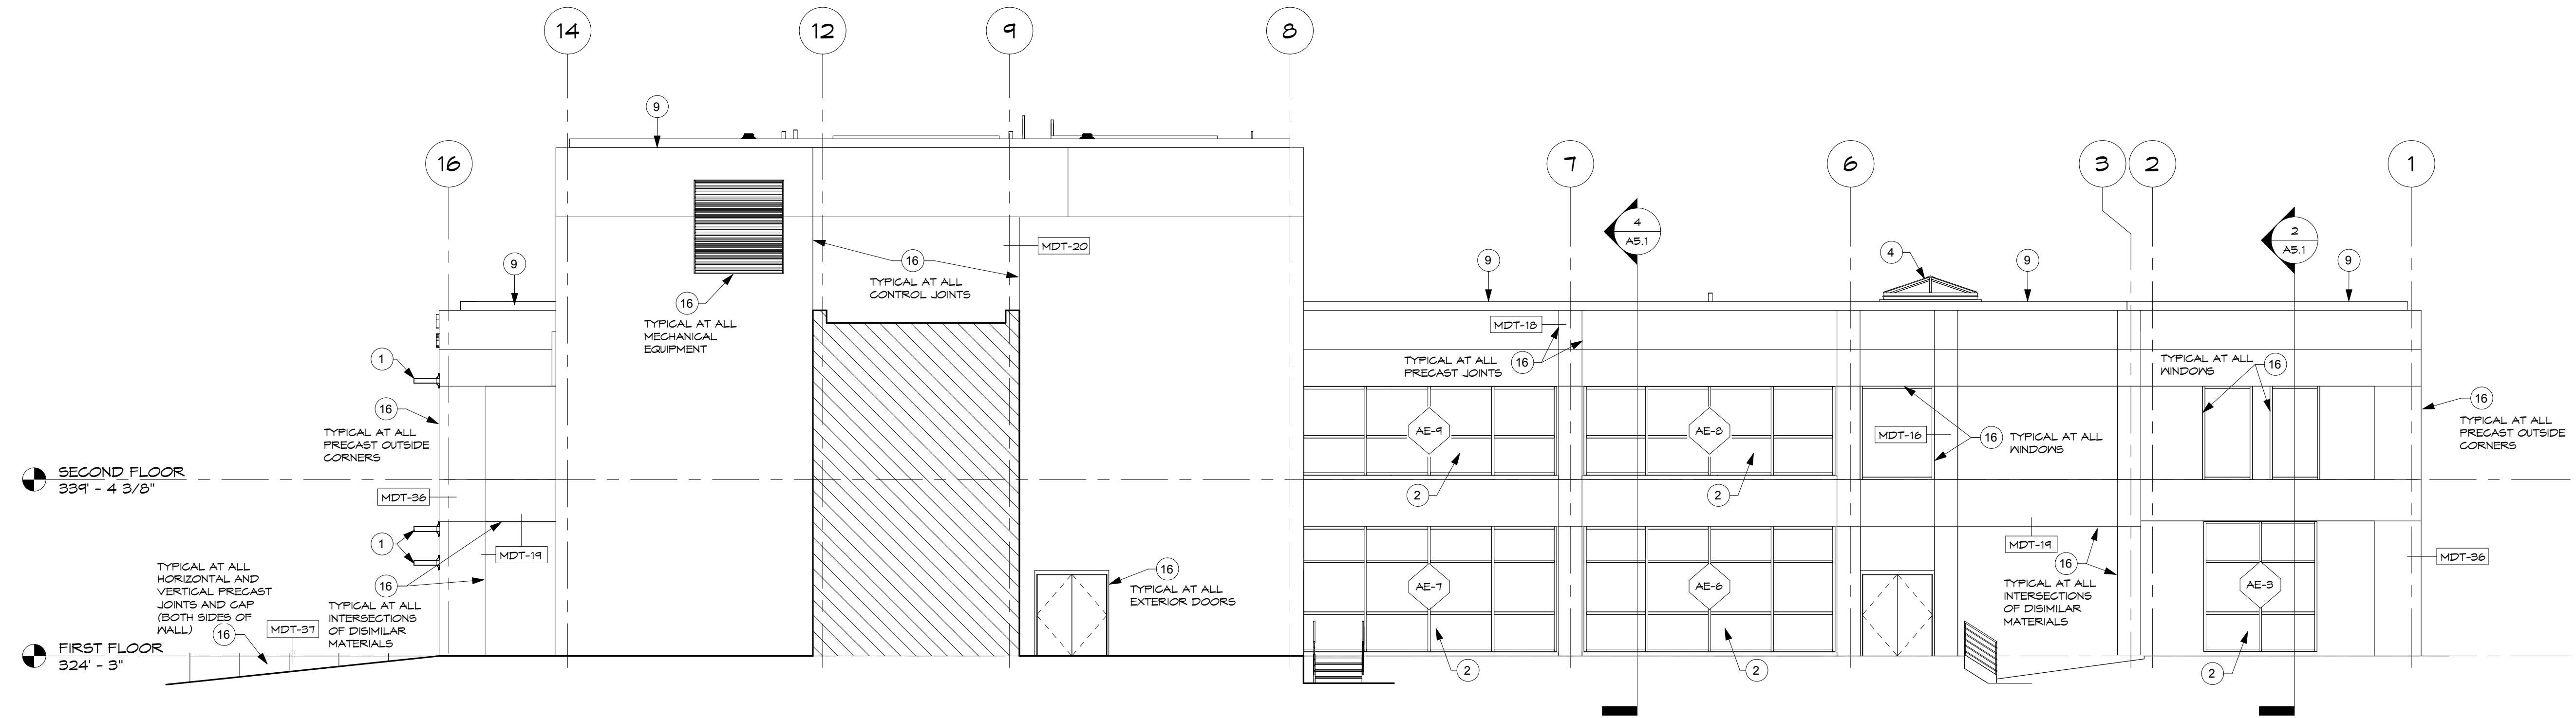 14
12
9
8
16
7
6
3
2
1
9
9
16
TYPICAL AT ALL
MECHANICAL
EQUIPMENT
16
TYPICAL AT ALL
CONTROL JOINTS
MDT-20
4
A5.1
2
A5.1
9
4
9
9
MDT-18
16
TYPICAL AT ALL
PRECAST JOINTS
TYPICAL AT ALL
WINDOWS
16
1
16
TYPICAL AT ALL
PRECAST OUTSIDE
CORNERS
AE-9
AE-8
MDT-16
16
TYPICAL AT ALL
WINDOWS
16
TYPICAL AT ALL
PRECAST OUTSIDE
CORNERS
SECOND FLOOR
339' - 4 3/8"
MDT-36
2
2
1
MDT-19
16
TYPICAL AT ALL
INTERSECTIONS
OF DISIMILAR
MATERIALS
TYPICAL AT ALL
HORIZONTAL AND
VERTICAL PRECAST
JOINTS AND CAP
(BOTH SIDES OF
WALL)
16
MDT-37
16
TYPICAL AT ALL
EXTERIOR DOORS
AE-7
AE-6
MDT-19
16
TYPICAL AT ALL
INTERSECTIONS
OF DISIMILAR
MATERIALS
AE-3
MDT-36
FIRST FLOOR
324' - 3"
2
2
2